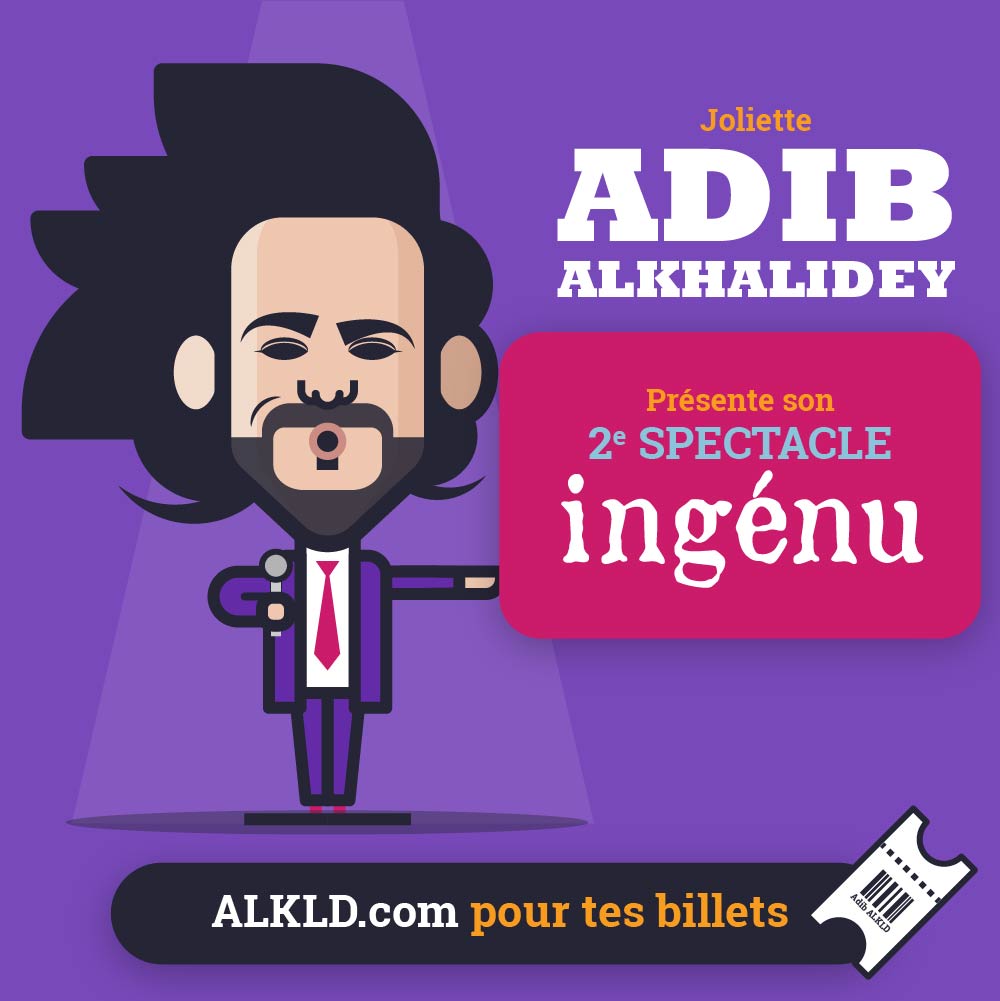 Joliette
ADIB
ALKHALIDEY
Présente son
2e SPECTACLE
ingénu
ALKLD.com pour tes billets
Adib ALKLD